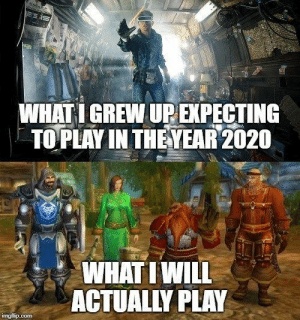 WHAT I GREW UP EXPECTING
TO PLAY IN THE YEAR 2020
WHAT I WILL
ACTUALLY PLAY
imgflip.com